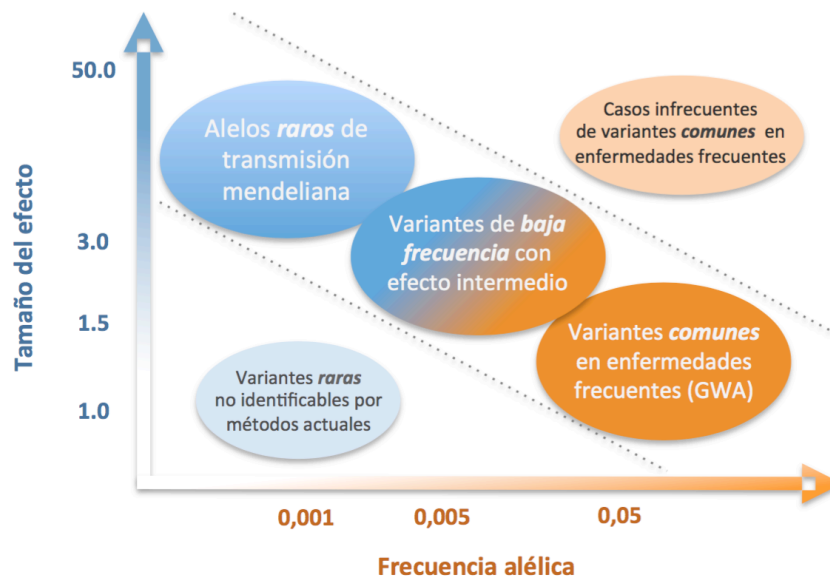 50.0
3.0
1.5
1.0
Tamaño del efecto
Alelos raros de
transmisión
mendeliana
Casos infrecuentes
de variantes comunes en
enfermedades frecuentes
Variantes de baja
frecuencia con
efecto intermedio
Variantes comunes
en enfermedades
frecuentes (GWA)
Variantes raras
no identificables por
métodos actuales
0,001
0,005
0,05
Frecuencia alélica